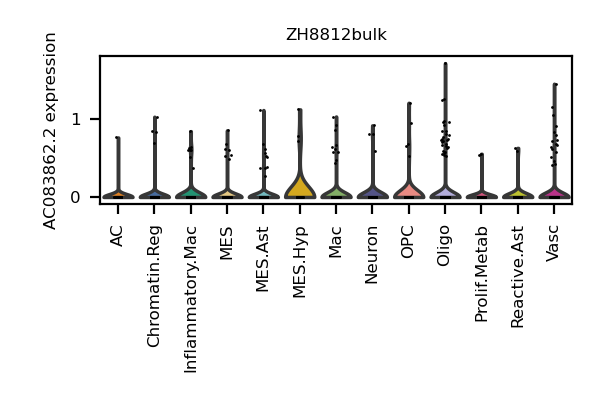 ZH8812bulk
AC083862.2 expression
1
0
AC
Chromatin.Reg
Inflammatory.Mac
MES
MES.Ast
MES.Hyp
Mac
Neuron
OPC
Oligo
Prolif.Metab
Reactive.Ast
Vasc